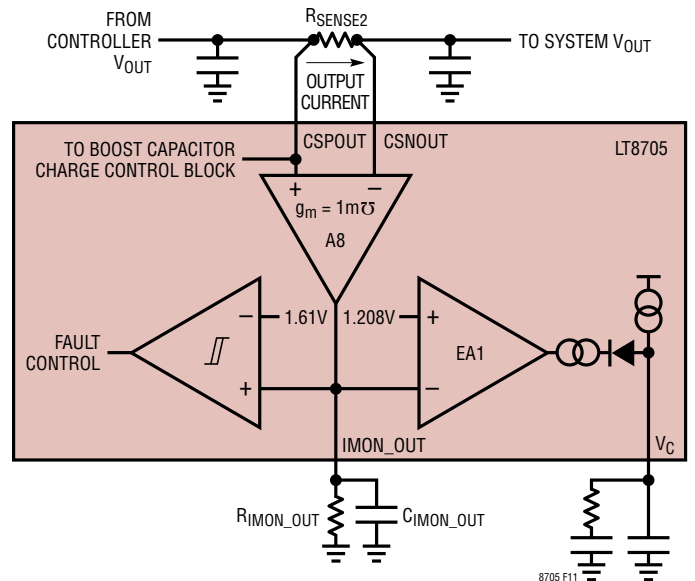 FROM
CONTROLLER
VOUT
RSENSE2
TO SYSTEM VOUT
OUTPUT
CURRENT
CSPOUT
CSNOUT
LT8705
TO BOOST CAPACITOR
CHARGE CONTROL BLOCK
+
−
gm = 1m℧
A8
−
1.61V
1.208V
+
FAULT
CONTROL
EA1
+
−
IMON_OUT
VC
RIMON_OUT
CIMON_OUT
8705 F11